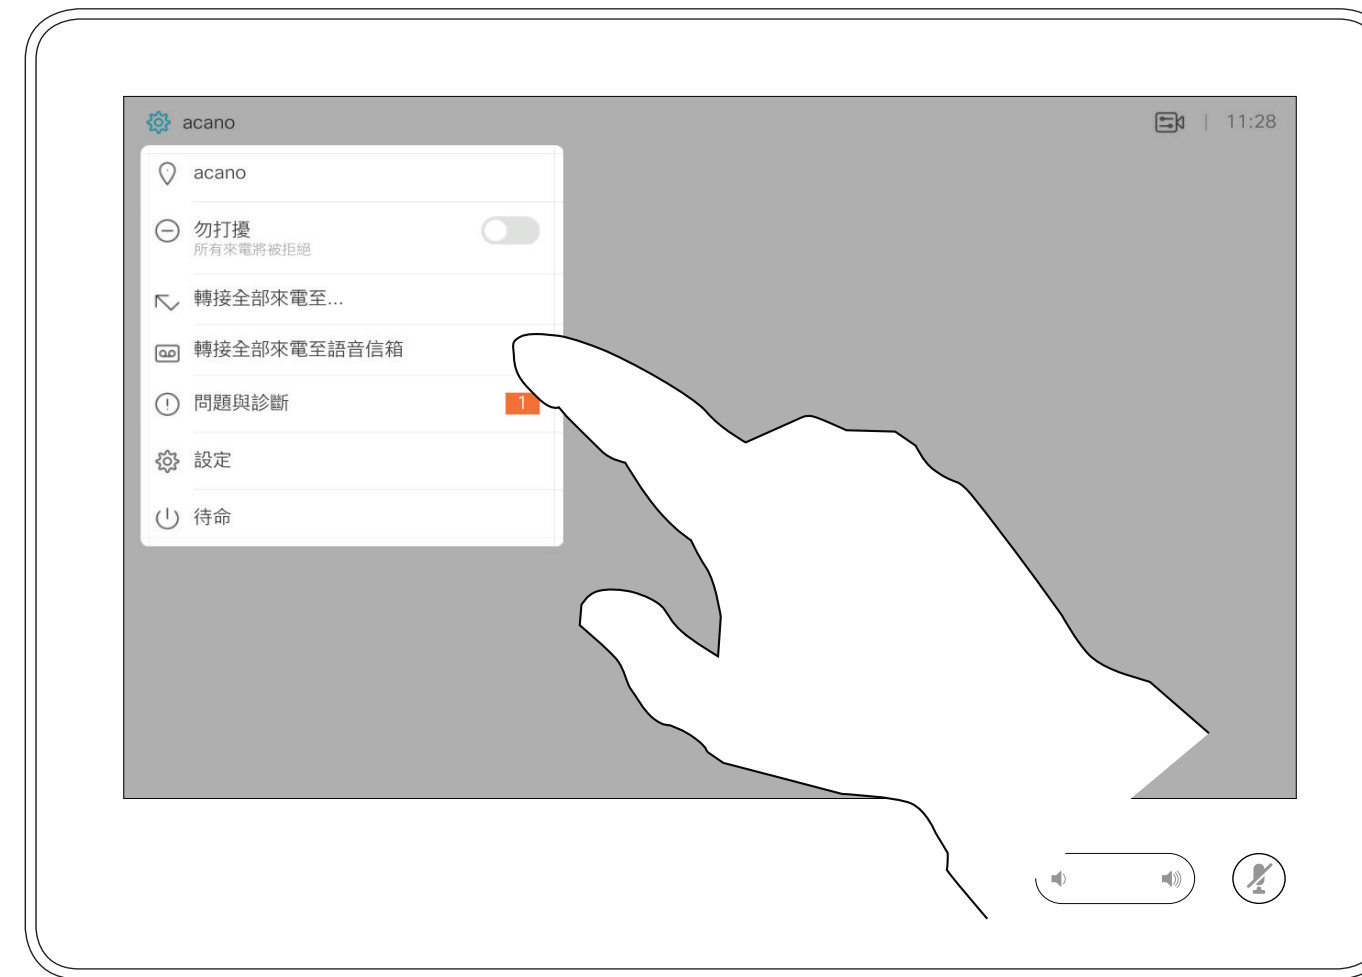 acano
11:28
acano
勿打擾
所有來電將被拒絕
轉接全部來電至...
轉接全部來電至語音信箱
問題與診斷
1
設定
待命